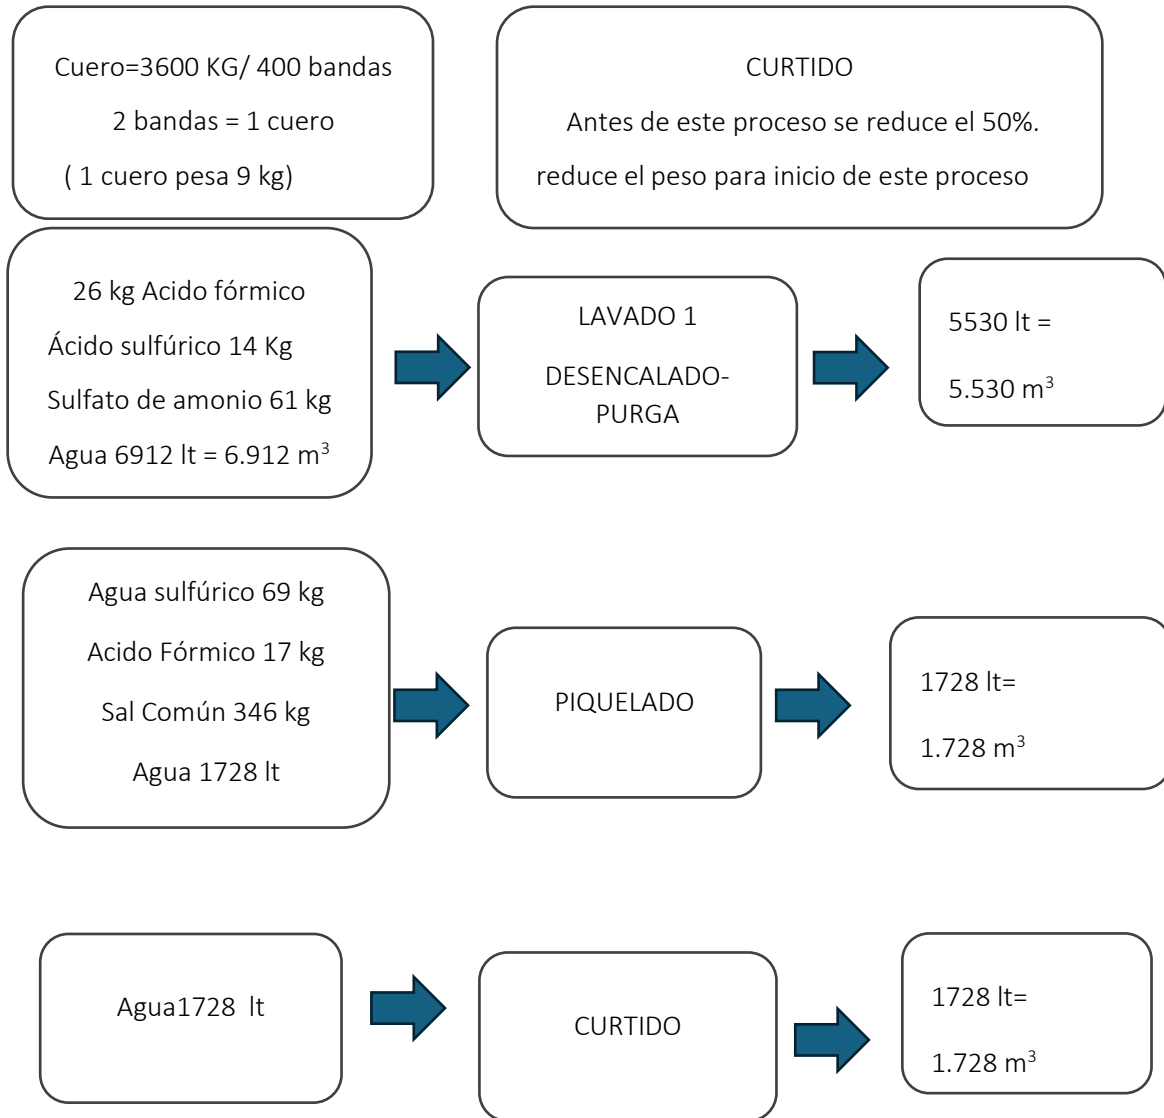 Cuero=3600 KG/ 400 bandas
2 bandas = 1 cuero
( 1 cuero pesa 9 kg)
CURTIDO
Antes de este proceso se reduce el 50%.
reduce el peso para inicio de este proceso
26 kg Acido fórmico
Ácido sulfúrico 14 Kg
Sulfato de amonio 61 kg
Agua 6912 lt = 6.912 m³
LAVADO 1
DESENCALADO-
PURGA
5530 lt =
5.530 m³
Agua sulfúrico 69 kg
Acido Fórmico 17 kg
Sal Común 346 kg
Agua 1728 lt
PIQUELADO
1728 lt=
1.728 m³
Agua1728  lt
CURTIDO
1728 lt=
1.728 m³